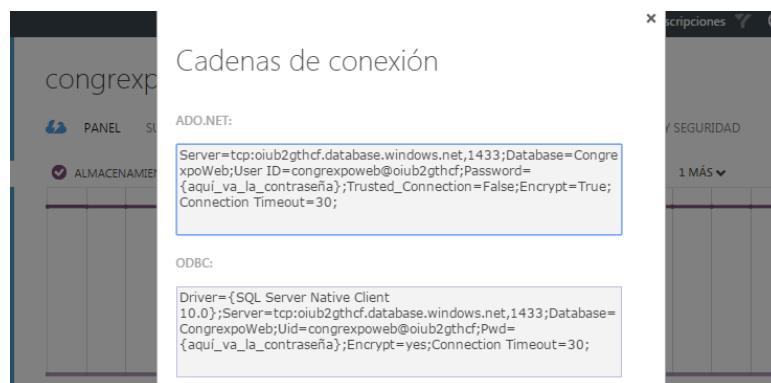 scripciones
congrexp
Cadenas de conexión
PANEL
Y SEGURIDAD
ADO.NET:
ALMACENAMIE
1 MÁS
Server=tcp:oiub2gthcf.database.windows.net,1433;Database=Congre
xpoWeb;User ID=congrexpoweb@oiub2gthcf;Password=
{aquí_va_la_contraseña};Trusted_Connection=False;Encrypt=True;
Connection Timeout=30;
ODBC:
Driver={SQL Server Native Client
10.0};Server=tcp:oiub2gthcf.database.windows.net,1433;Database=
CongrexpoWeb;Uid=congrexpoweb@oiub2gthcf;Pwd=
{aquí_va_la_contraseña};Encrypt=yes;Connection Timeout=30;